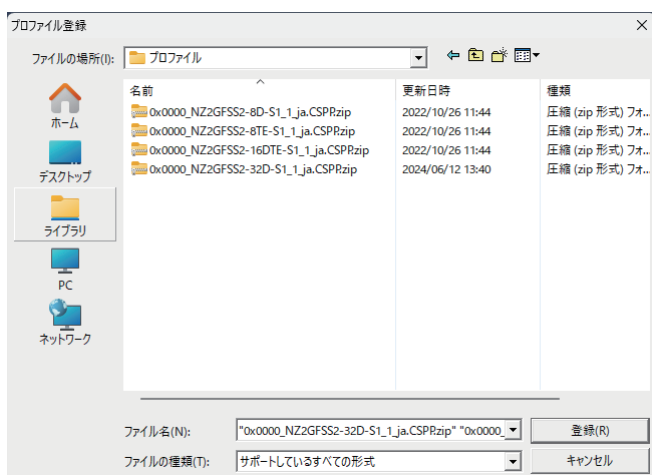 プロファイル登録
ファイルの場所(I): プロファイル
名前 更新日時 種類
0x0000_NZ2GFSS2-8D-S1_1_ja.CSPP.zip 2022/10/26 11:44 圧縮 (zip 形式) フォ...
0x0000_NZ2GFSS2-8TE-S1_1_ja.CSPP.zip 2022/10/26 11:44 圧縮 (zip 形式) フォ...
0x0000_NZ2GFSS2-16DTE-S1_1_ja.CSPP.zip 2022/10/26 11:44 圧縮 (zip 形式) フォ...
0x0000_NZ2GFSS2-32D-S1_1_ja.CSPP.zip 2024/06/12 13:40 圧縮 (zip 形式) フォ...
ホーム
デスクトップ
ライブラリ
PC
ネットワーク
ファイル名(N): "0x0000_NZ2GFSS2-32D-S1_1_ja.CSPP.zip" "0x0000_ 登録(R)
ファイルの種類(T): サポートしているすべての形式 キャンセル